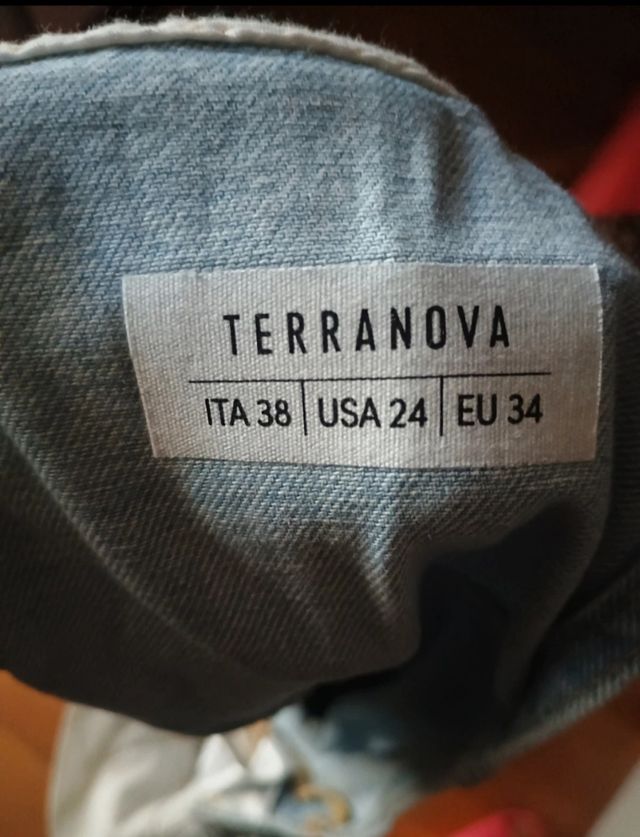 TERRANOVA
ITA 38 | USA 24 | EU 34